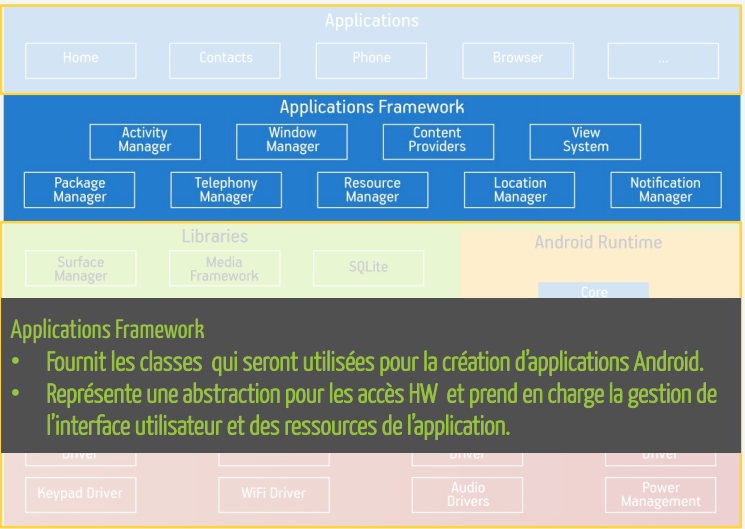 Applications
Home Contacts Phone Browser ...
Applications Framework
Activity Manager
Window Manager
Content Providers
View System
Package Manager
Telephony Manager
Resource Manager
Location Manager
Notification Manager
Libraries
Android Runtime
Surface Manager
Media Framework
SQLite
Core
Applications Framework
• Fournit les classes qui seront utilisées pour la création d'applications Android.
• Représente une abstraction pour les accès HW et prend en charge la gestion de
l'interface utilisateur et des ressources de l'application.
Driver
Driver
Driver
Keypad Driver
WiFi Driver
Audio Drivers
Power Management